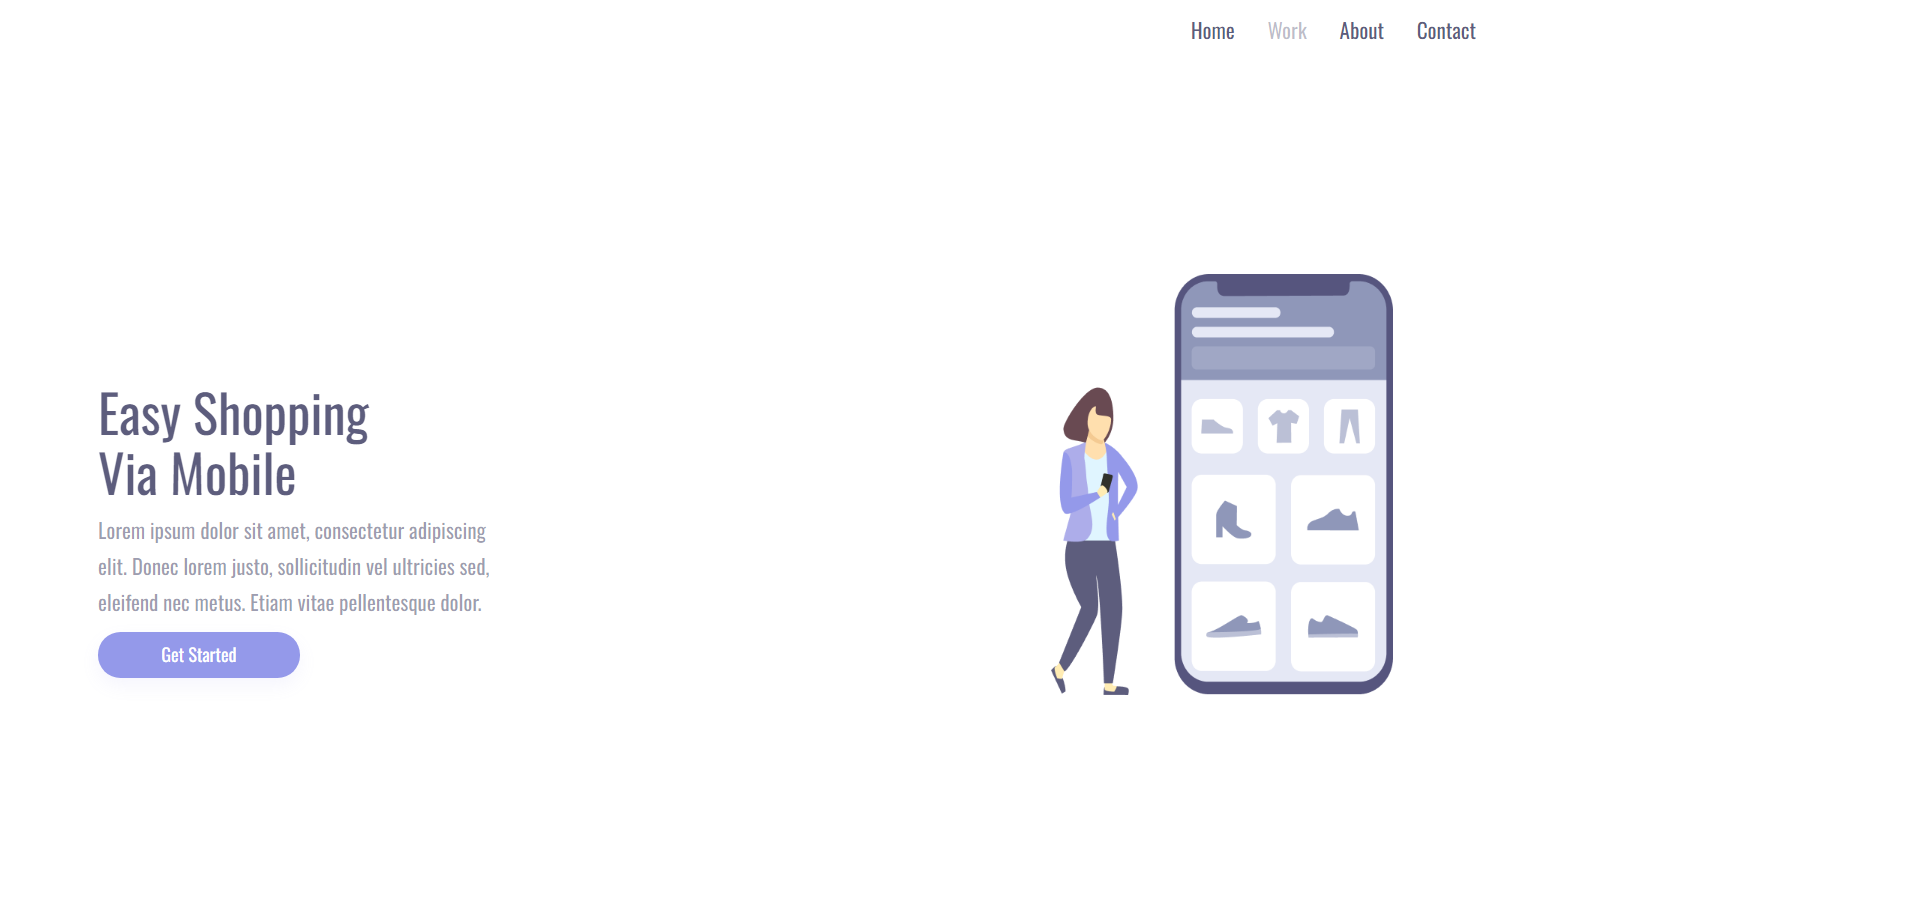 Home Work About Contact
Easy Shopping
Via Mobile
Lorem ipsum dolor sit amet, consectetur adipiscing
elit. Donec lorem justo, sollicitudin vel ultricies sed,
eleifend nec metus. Etiam vitae pellentesque dolor.
Get Started